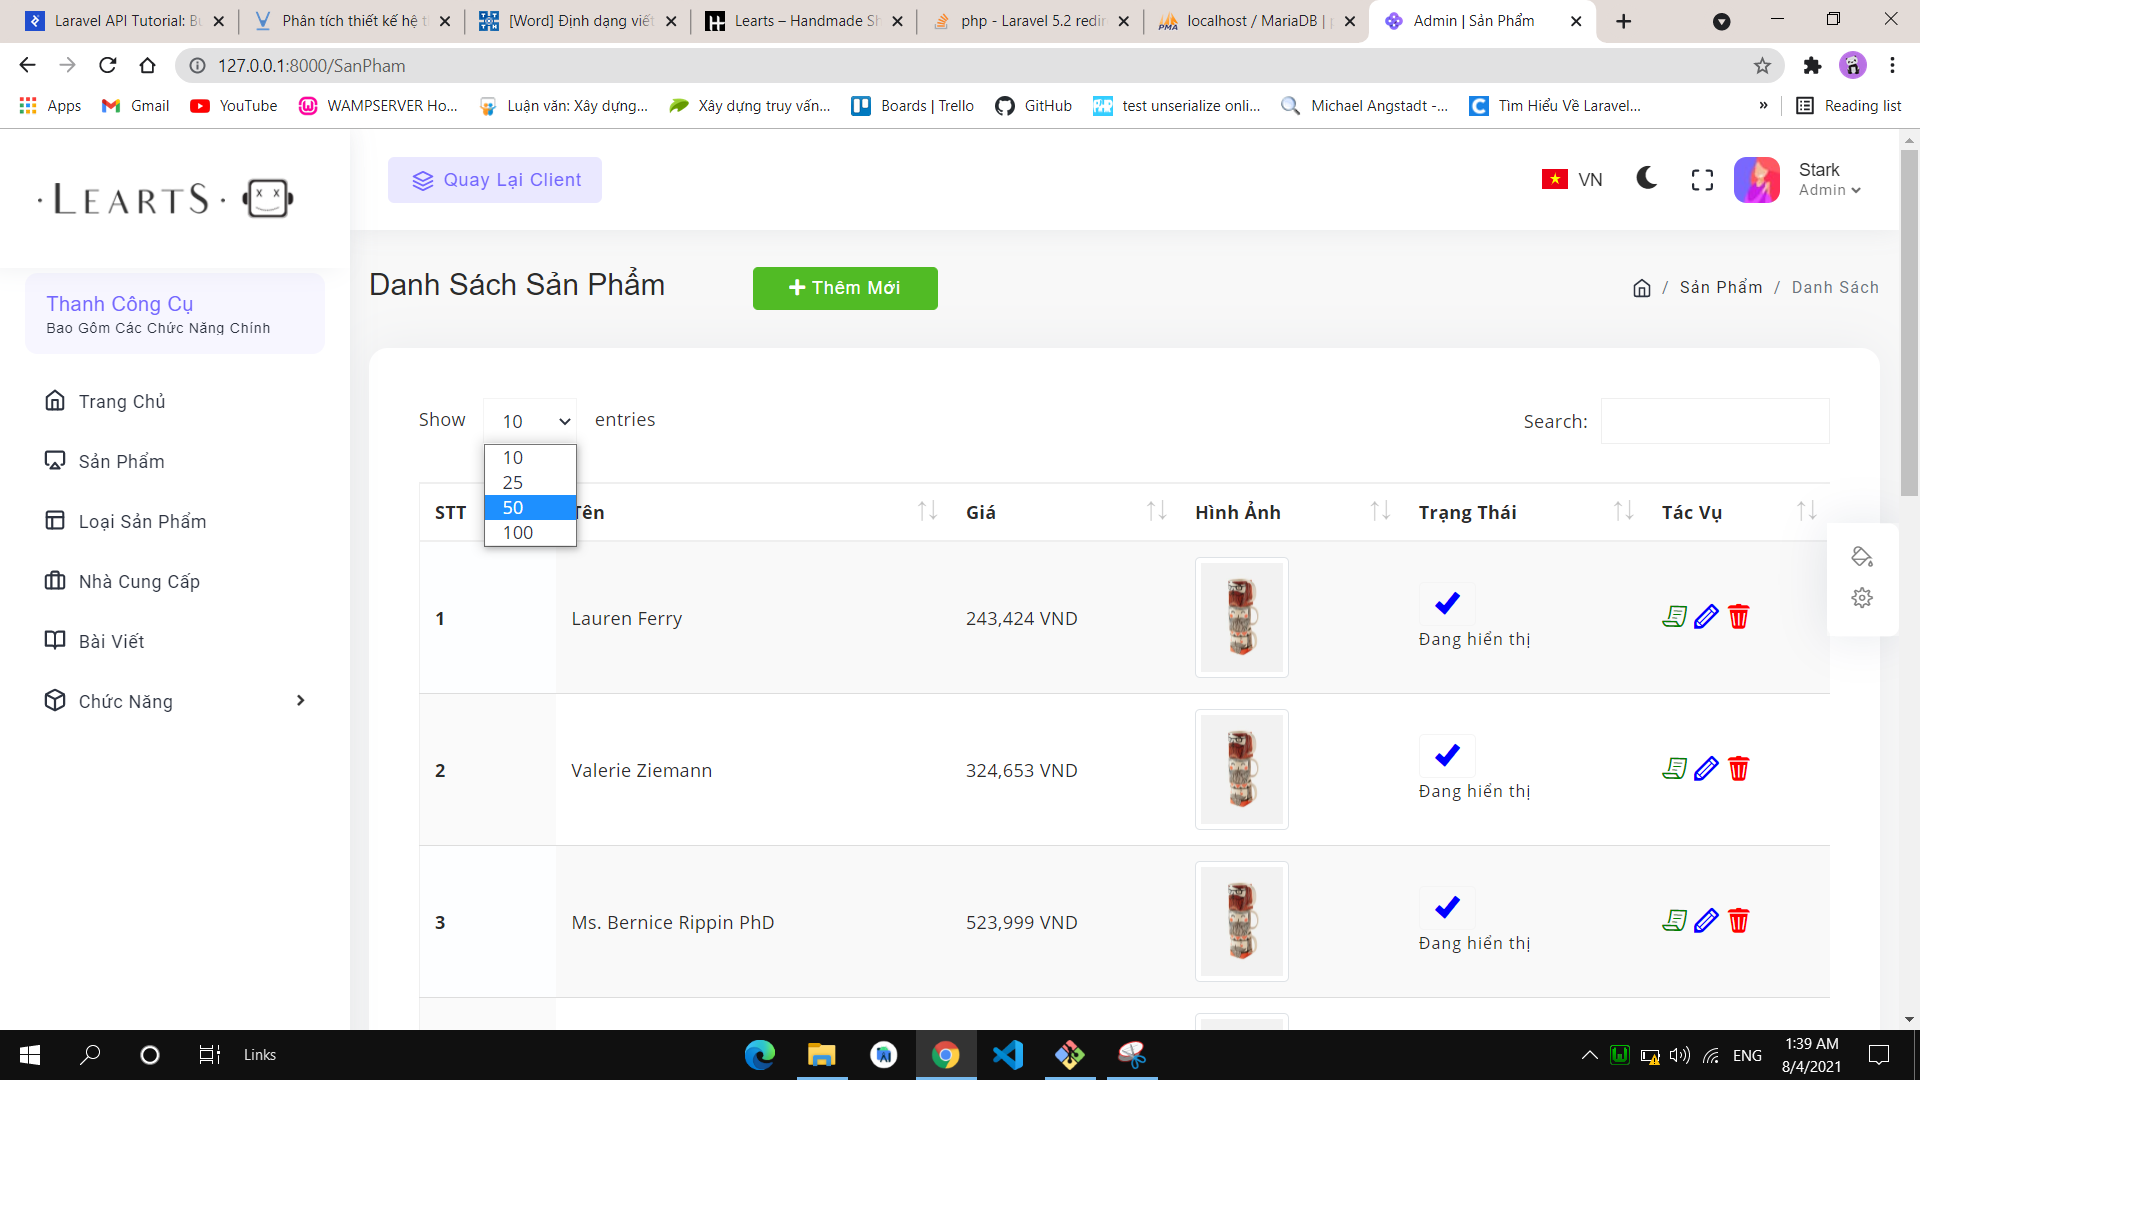 Laravel API Tutorial: Bu
Phân tích thiết kế hệ t
[Word] Định dạng viết
Learts – Handmade Sh
php - Laravel 5.2 redir
localhost / MariaDB | p
Admin | Sản Phẩm
127.0.0.1:8000/SanPham
Apps
Gmail
YouTube
WAMPSERVER Ho...
Luận văn: Xây dựng...
Xây dựng truy vấn...
Boards | Trello
GitHub
test unserialize onli...
Michael Angstadt -...
Tìm Hiểu Về Laravel...
»
Reading list
· LEARTS ·
Quay Lại Client
VN
Stark
Admin
Thanh Công Cụ
Bao Gồm Các Chức Năng Chính
Trang Chủ
Sản Phẩm
Loại Sản Phẩm
Nhà Cung Cấp
Bài Viết
Chức Năng
Danh Sách Sản Phẩm
Thêm Mới
/ Sản Phẩm / Danh Sách
Show 10 entries
Search:
10
25
50
100
STT Tên Giá Hình Ảnh Trạng Thái Tác Vụ
1 Lauren Ferry 243,424 VND
Đang hiển thị
2 Valerie Ziemann 324,653 VND
Đang hiển thị
3 Ms. Bernice Rippin PhD 523,999 VND
Đang hiển thị
Links
ENG
1:39 AM
8/4/2021